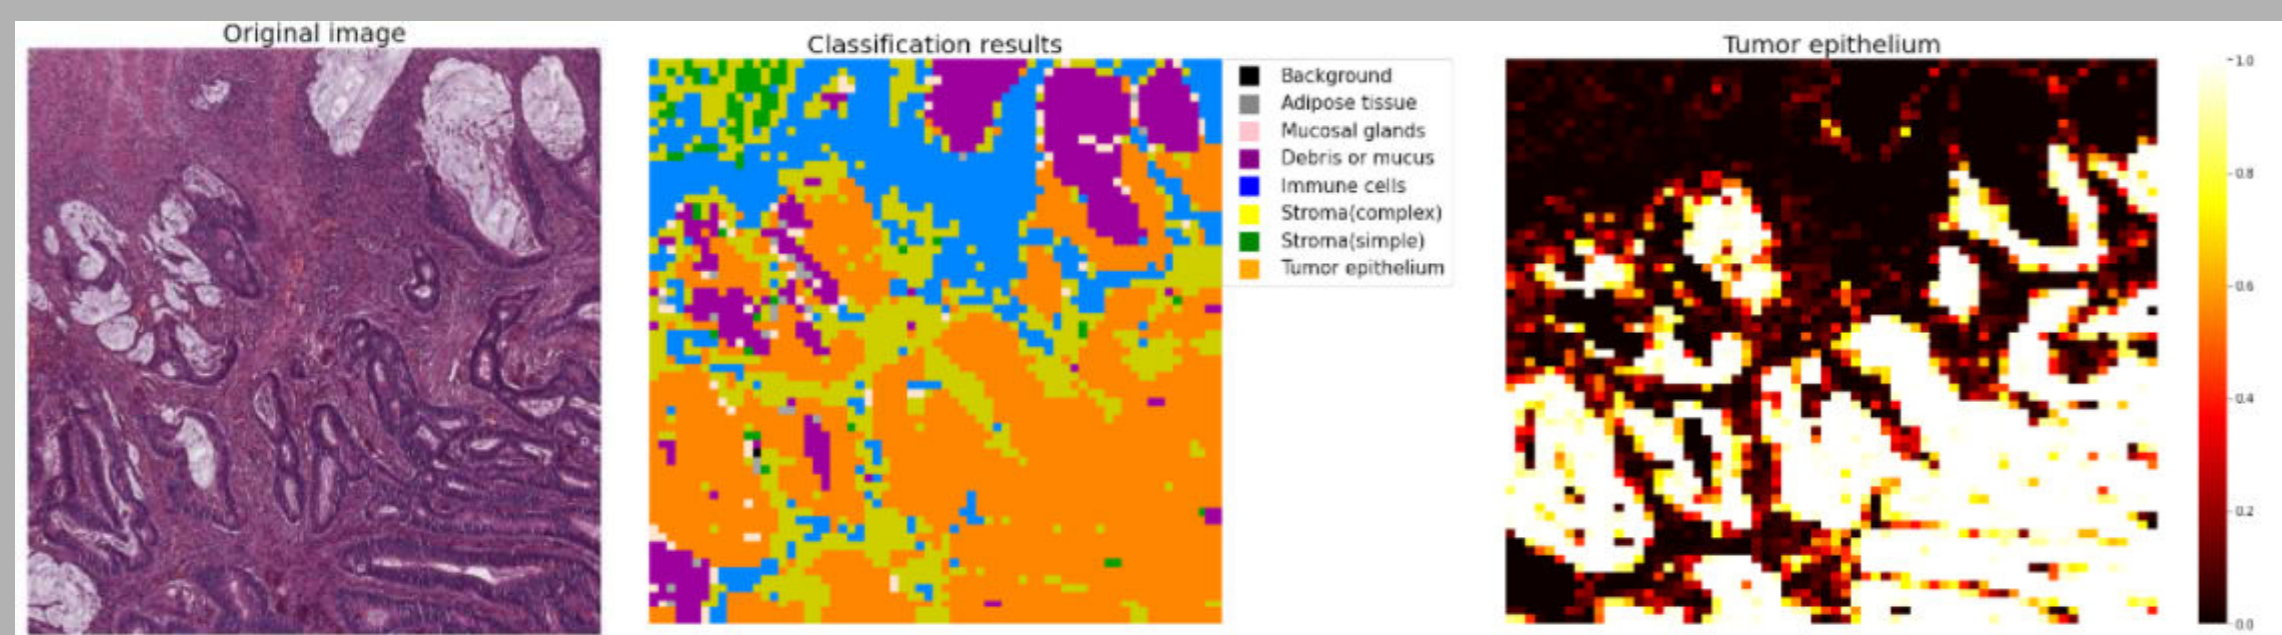 Original image
Classification results
Background
Adipose tissue
Mucosal glands
Debris or mucus
Immune cells
Stroma(complex)
Stroma(simple)
Tumor epithelium
Tumor epithelium
1.0
0.8
0.6
0.4
0.2
0.0